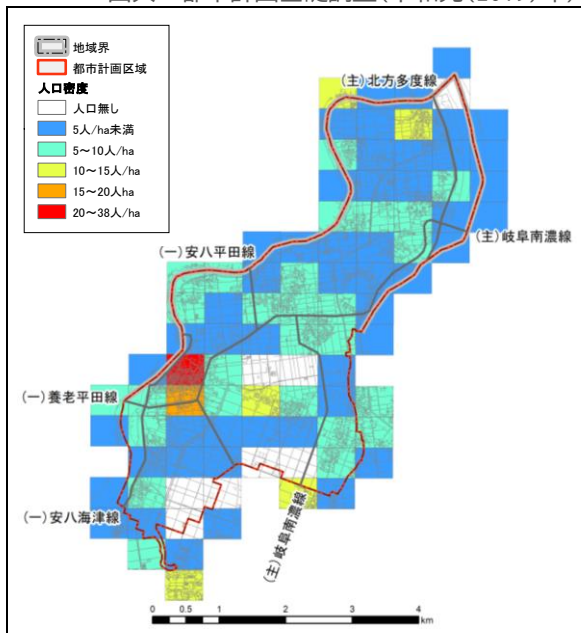 地域界
都市計画区域
人口密度
人口無し
5人/ha未満
5～10人/ha
10～15人/ha
15～20人ha
20～38人/ha
(主)北方多度線
(主)岐阜南濃線
(一)安八平田線
(一)養老平田線
(一)安八海津線
(主)岐阜南濃線
0 0.5 1 2 3 4
km